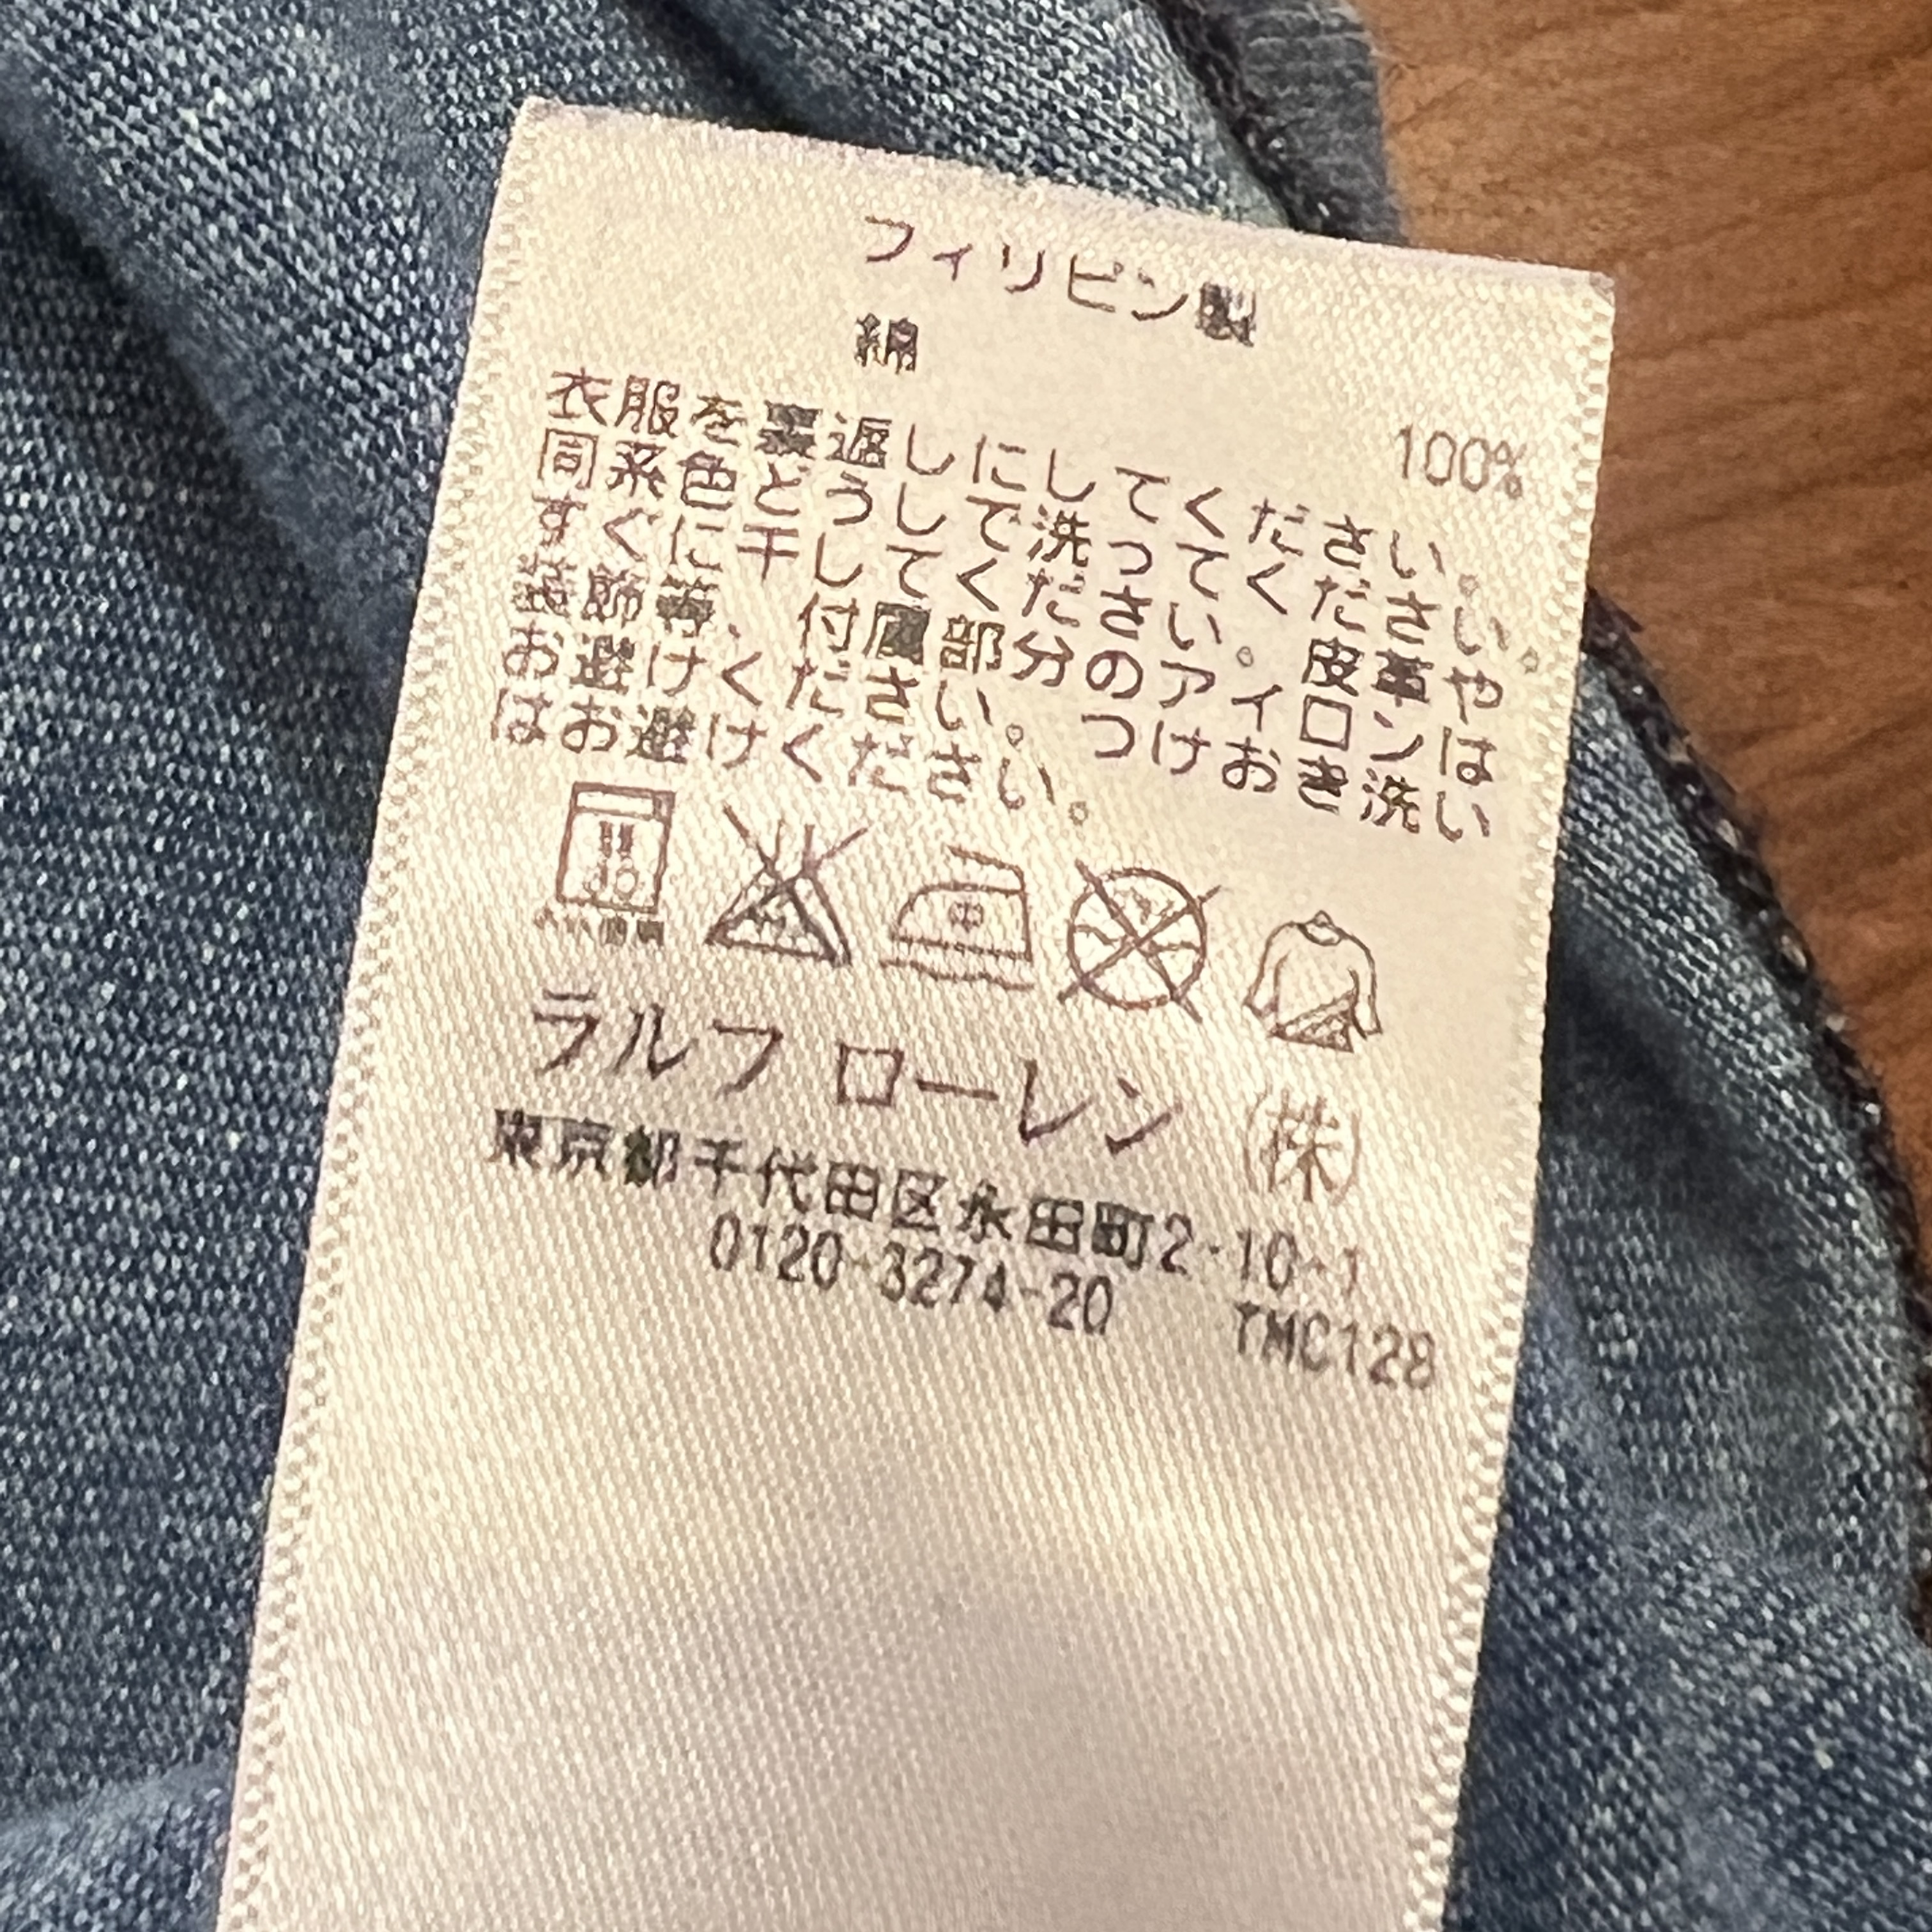 フィリピン製
綿 100%
衣服を裏返しにしてください。
同系色どうしで洗ってください。
すぐに干してください。皮革や
装飾等、付属部分のアイロンは
お避けください。つけおき洗い
はお避けください。
ラルフ ローレン (株)
東京都千代田区永田町2-10-1
0120-3274-20 TMC128